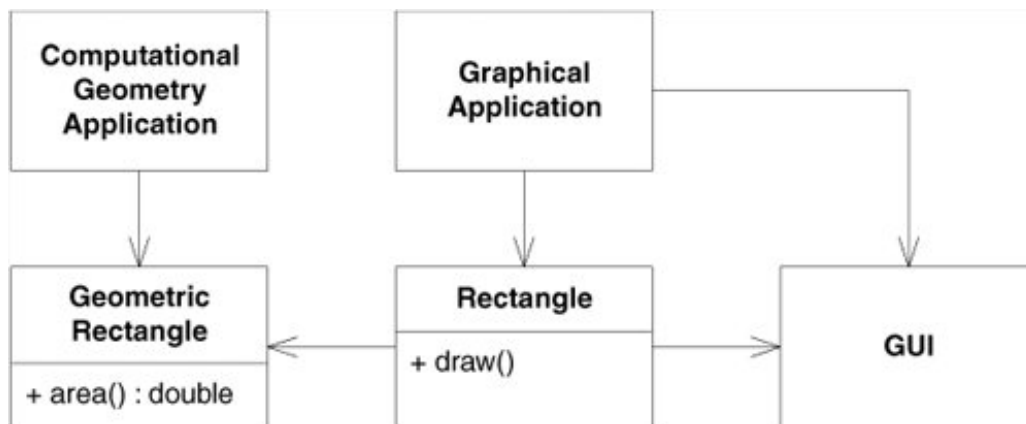 Computational
Geometry
Application
Graphical
Application
Geometric
Rectangle
+ area() : double
Rectangle
+ draw()
GUI